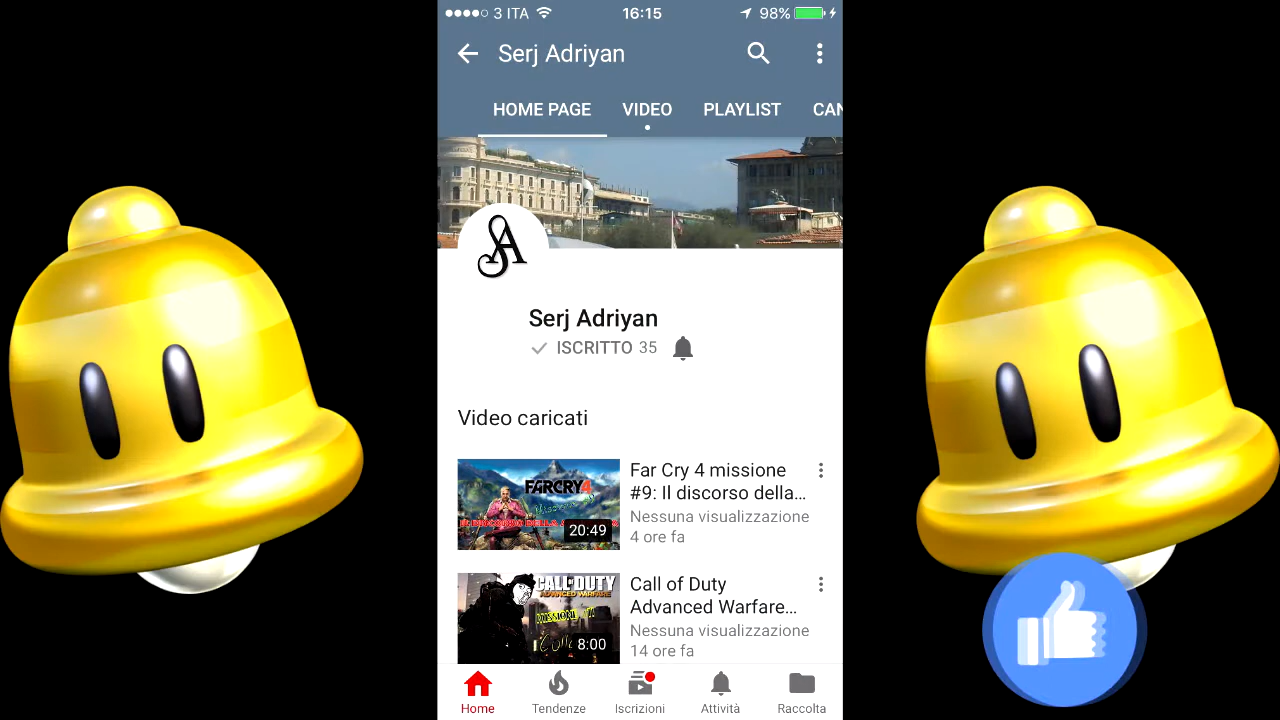 3 ITA 16:15 98%
Serj Adriyan
HOME PAGE VIDEO PLAYLIST CAN
SA
Serj Adriyan
ISCRITTO 35
Video caricati
Far Cry 4 missione
#9: Il discorso della...
Nessuna visualizzazione
4 ore fa
FARCRY4
20:49
Call of Duty
Advanced Warfare...
Nessuna visualizzazione
14 ore fa
CALL OF DUTY
ADVANCED WARFARE
8:00
Home Tendenze Iscrizioni Attività Raccolta